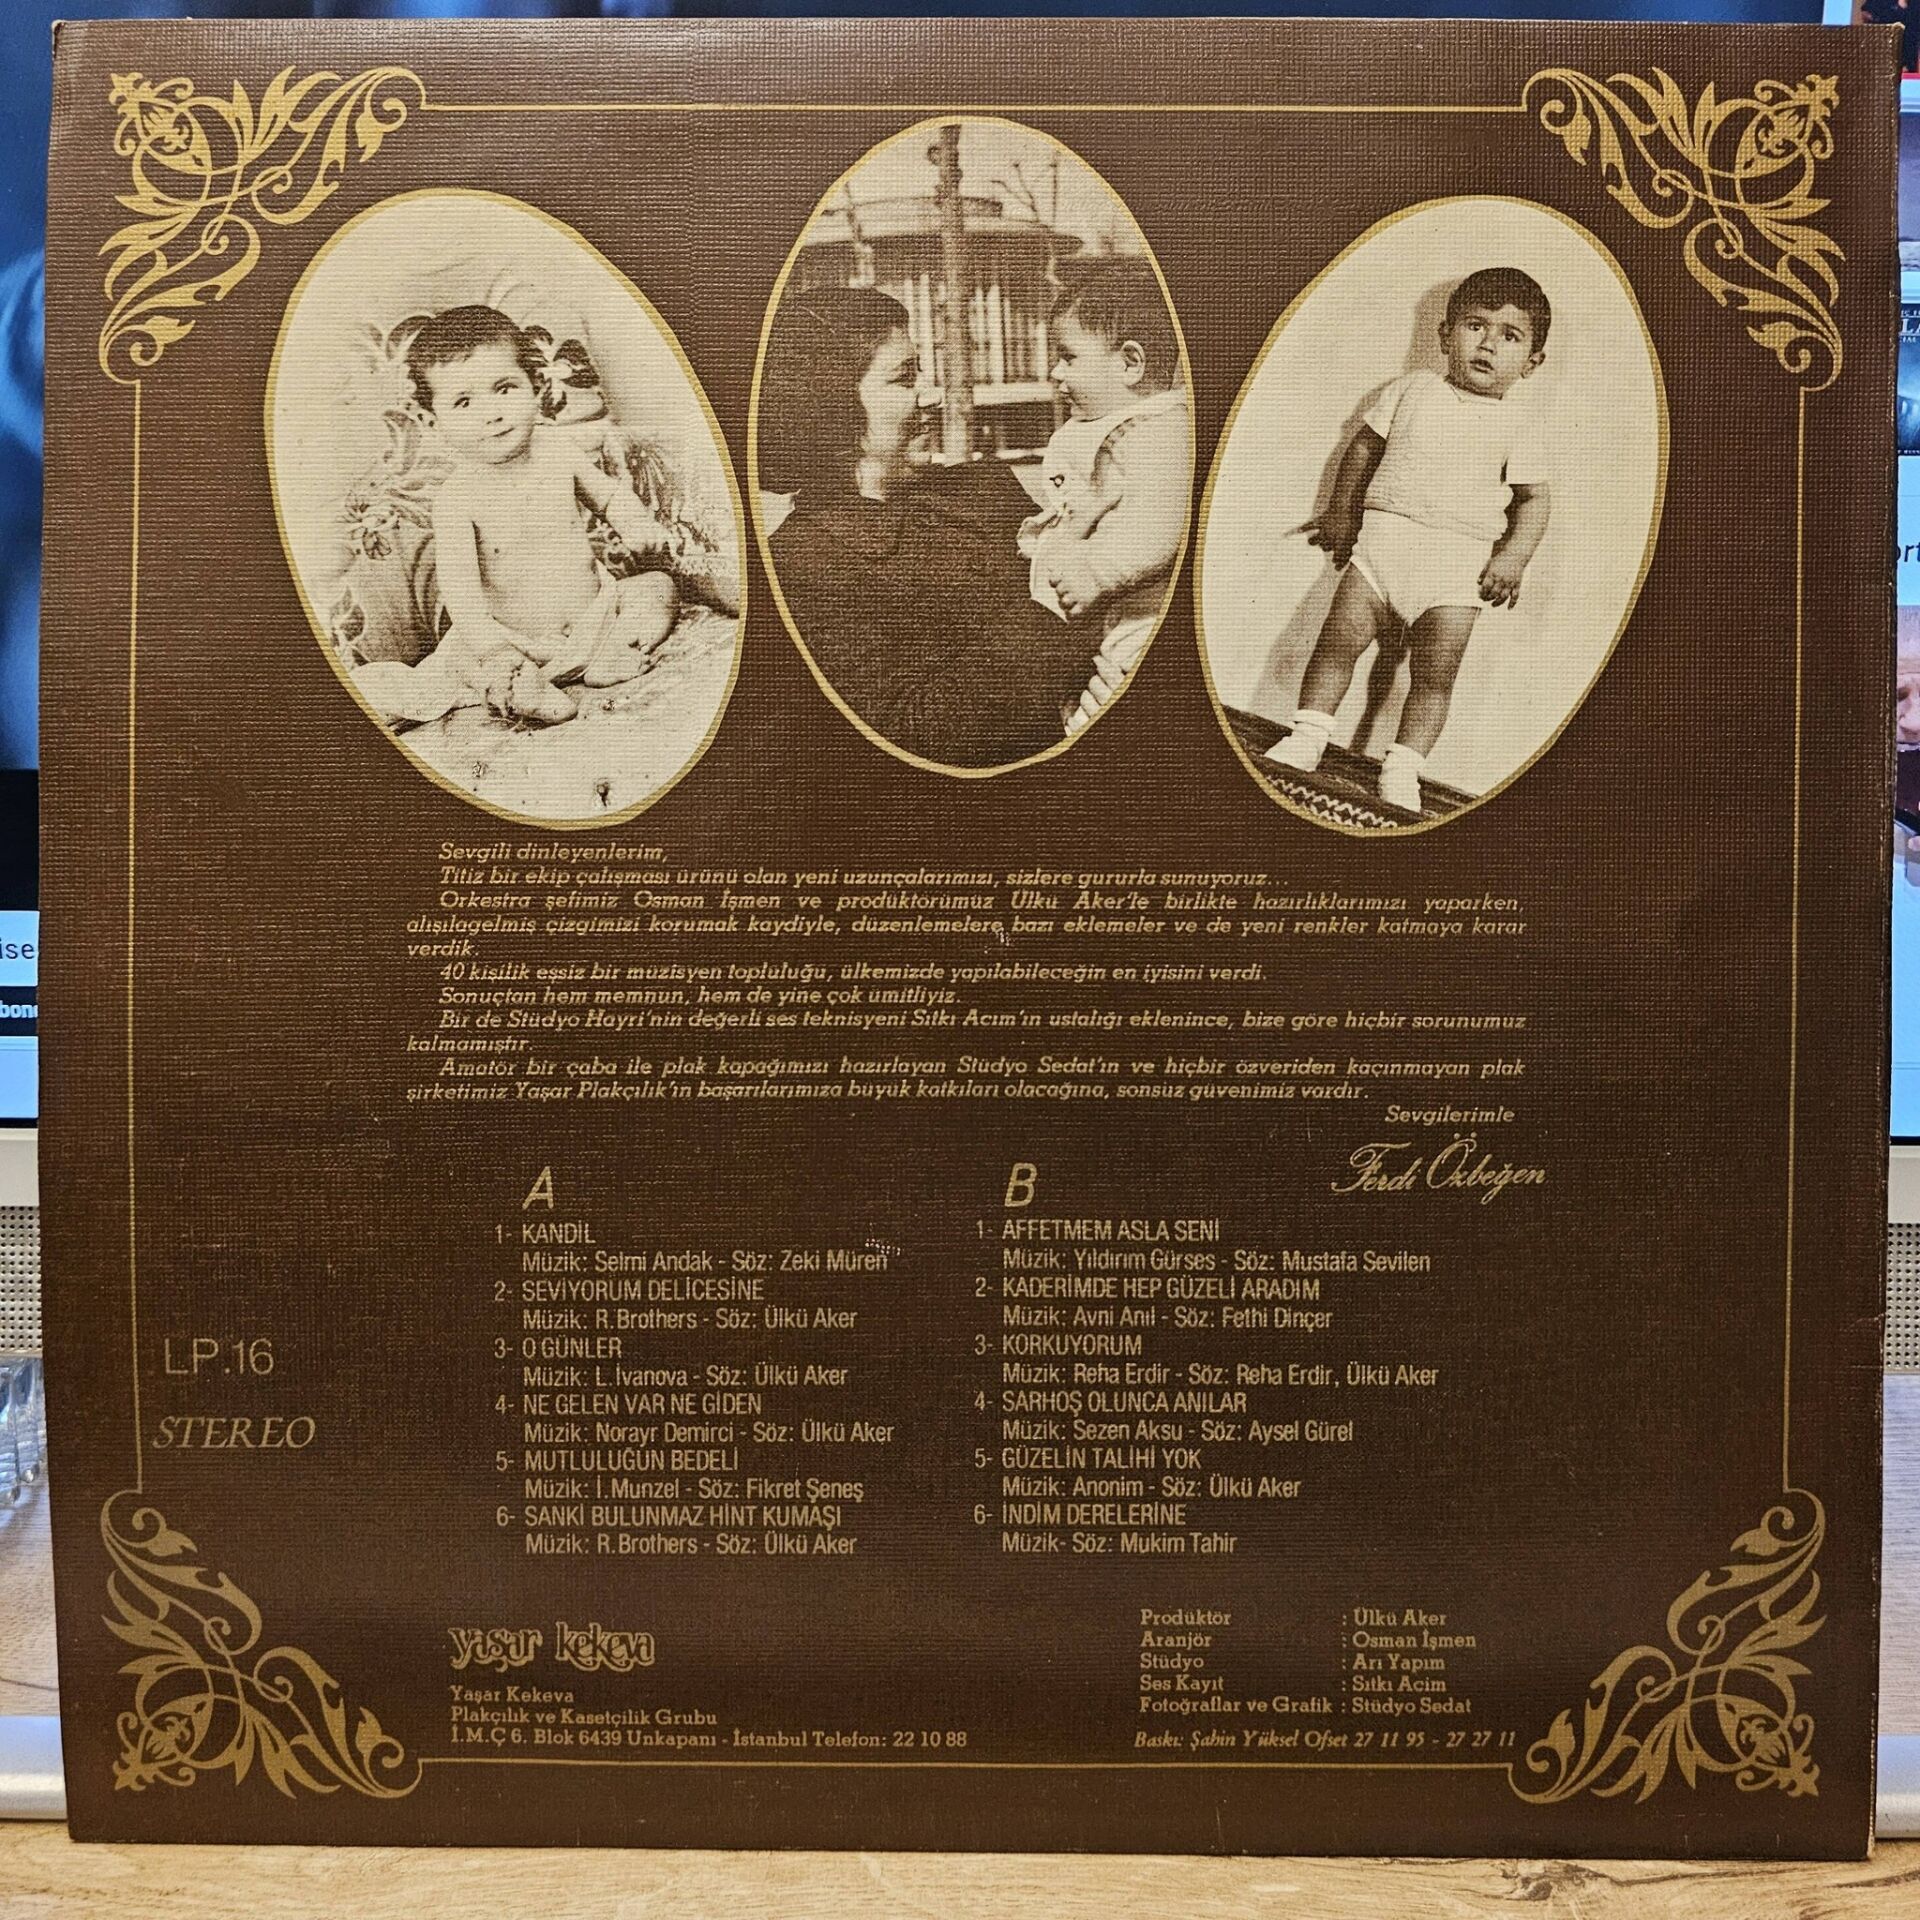 Sevgili dinleyenlerim,
Titiz bir ekip çalışması ürünü olan yeni uzunçalarımızı, sizlere gururla sunuyoruz...
Orkestra şefimiz Osman İşmen ve prodüktörümüz Ülkü Aker'le birlikte hazırlıklarımızı yaparken,
alışılagelmiş çizgimizi korumak kaydiyle, düzenlemelere bazı eklemeler ve de yeni renkler katmaya karar
verdik.
40 kişilik eşsiz bir müzisyen topluluğu, ülkemizde yapılabileceğin en iyisini verdi.
Sonuçtan hem memnun, hem de yine çok ümitliyiz.
Bir de Stüdyo Hayri'nin değerli ses teknisyeni Sıtkı Acım'ın ustalığı eklenince, bize göre hiçbir sorunumuz
kalmamıştır.
Amatör bir çaba ile plak kapağımızı hazırlayan Stüdyo Sedat'ın ve hiçbir özveriden kaçınmayan plak
şirketimiz Yaşar Plakçılık'ın başarılarımıza büyük katkıları olacağına, sonsuz güvenimiz vardır.
Sevgilerimle
Ferdi Özbeğen
A
1- KANDİL
Müzik: Selmi Andak - Söz: Zeki Müren
2- SEVİYORUM DELİCESİNE
Müzik: R.Brothers - Söz: Ülkü Aker
3- O GÜNLER
Müzik: L.İvanova - Söz: Ülkü Aker
4- NE GELEN VAR NE GİDEN
Müzik: Norayr Demirci - Söz: Ülkü Aker
5- MUTLULUĞUN BEDELİ
Müzik: İ.Munzel - Söz: Fikret Şeneş
6- SANKİ BULUNMAZ HİNT KUMAŞI
Müzik: R.Brothers - Söz: Ülkü Aker
B
1- AFFETMEM ASLA SENİ
Müzik: Yıldırım Gürses - Söz: Mustafa Sevilen
2- KADERİMDE HEP GÜZELİ ARADIM
Müzik: Avni Anıl - Söz: Fethi Dinçer
3- KORKUYORUM
Müzik: Reha Erdir - Söz: Reha Erdir, Ülkü Aker
4- SARHOŞ OLUNCA ANILAR
Müzik: Sezen Aksu - Söz: Aysel Gürel
5- GÜZELİN TALİHİ YOK
Müzik: Anonim - Söz: Ülkü Aker
6- İNDİM DERELERİNE
Müzik- Söz: Mukim Tahir
LP.16
STEREO
yaşar kekeva
Yaşar Kekeva
Plakçılık ve Kasetçilik Grubu
İ.M.Ç 6. Blok 6439 Unkapanı - İstanbul Telefon: 22 10 88
Prodüktör : Ülkü Aker
Aranjör : Osman İşmen
Stüdyo : Arı Yapım
Ses Kayıt : Sıtkı Acim
Fotoğraflar ve Grafik : Stüdyo Sedat
Baskı: Şahin Yüksel Ofset 27 11 95 - 27 27 11